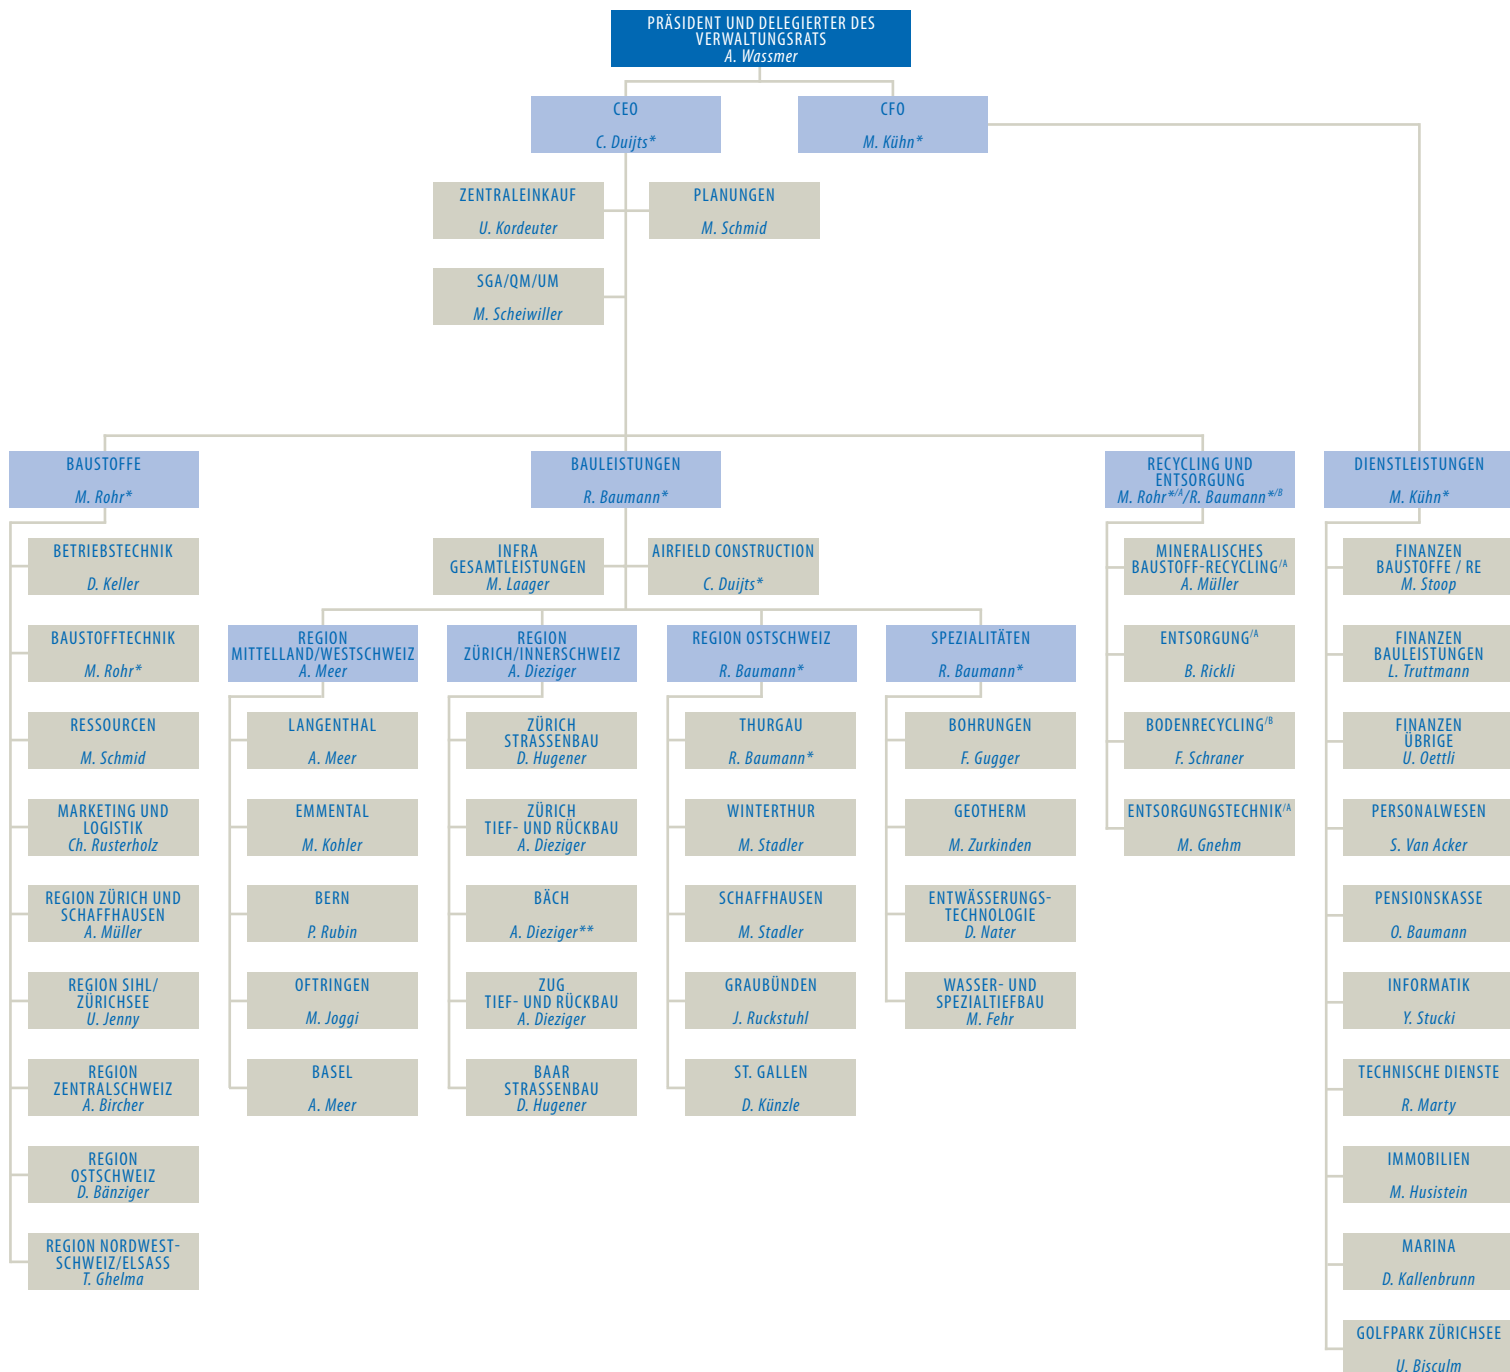 PRÄSIDENT UND DELEGIERTER DES
VERWALTUNGSRATS
A. Wassmer
CEO
C. Duijts*
CFO
M. Kühn*
ZENTRALEINKAUF
U. Kordeuter
PLANUNGEN
M. Schmid
SGA/QM/UM
M. Scheiwiller
BAUSTOFFE
M. Rohr*
BETRIEBSTECHNIK
D. Keller
BAUSTOFFTECHNIK
M. Rohr*
RESSOURCEN
M. Schmid
MARKETING UND
LOGISTIK
Ch. Rusterholz
REGION ZÜRICH UND
SCHAFFHAUSEN
A. Müller
REGION SIHL/
ZÜRICHSEE
U. Jenny
REGION
ZENTRALSCHWEIZ
A. Bircher
REGION
OSTSCHWEIZ
D. Bänziger
REGION NORDWEST-
SCHWEIZ/ELSASS
T. Ghelma
BAULEISTUNGEN
R. Baumann*
INFRA
GESAMTLEISTUNGEN
M. Laager
AIRFIELD CONSTRUCTION
C. Duijts*
REGION
MITTELLAND/WESTSCHWEIZ
A. Meer
LANGENTHAL
A. Meer
EMMENTAL
M. Kohler
BERN
P. Rubin
OFTRINGEN
M. Joggi
BASEL
A. Meer
REGION
ZÜRICH/INNERSCHWEIZ
A. Dieziger
ZÜRICH
STRASSENBAU
D. Hugener
ZÜRICH
TIEF- UND RÜCKBAU
A. Dieziger
BÄCH
A. Dieziger**
ZUG
TIEF- UND RÜCKBAU
A. Dieziger
BAAR
STRASSENBAU
D. Hugener
REGION OSTSCHWEIZ
R. Baumann*
THURGAU
R. Baumann*
WINTERTHUR
M. Stadler
SCHAFFHAUSEN
M. Stadler
GRAUBÜNDEN
J. Ruckstuhl
ST. GALLEN
D. Künzle
SPEZIALITÄTEN
R. Baumann*
BOHRUNGEN
F. Gugger
GEOTHERM
M. Zurkinden
ENTWÄSSERUNGS-
TECHNOLOGIE
D. Nater
WASSER- UND
SPEZIALTIEFBAU
M. Fehr
RECYCLING UND
ENTSORGUNG
M. Rohr*/A/R. Baumann*/B
MINERALISCHES
BAUSTOFF-RECYCLING/A
A. Müller
ENTSORGUNG/A
B. Rickli
BODENRECYCLING/B
F. Schraner
ENTSORGUNGSTECHNIK/A
M. Gnehm
DIENSTLEISTUNGEN
M. Kühn*
FINANZEN
BAUSTOFFE / RE
M. Stoop
FINANZEN
BAULEISTUNGEN
L. Truttmann
FINANZEN
ÜBRIGE
U. Oettli
PERSONALWESEN
S. Van Acker
PENSIONSKASSE
O. Baumann
INFORMATIK
Y. Stucki
TECHNISCHE DIENSTE
R. Marty
IMMOBILIEN
M. Husistein
MARINA
D. Kallenbrunn
GOLFPARK ZÜRICHSEE
U. Bisculm